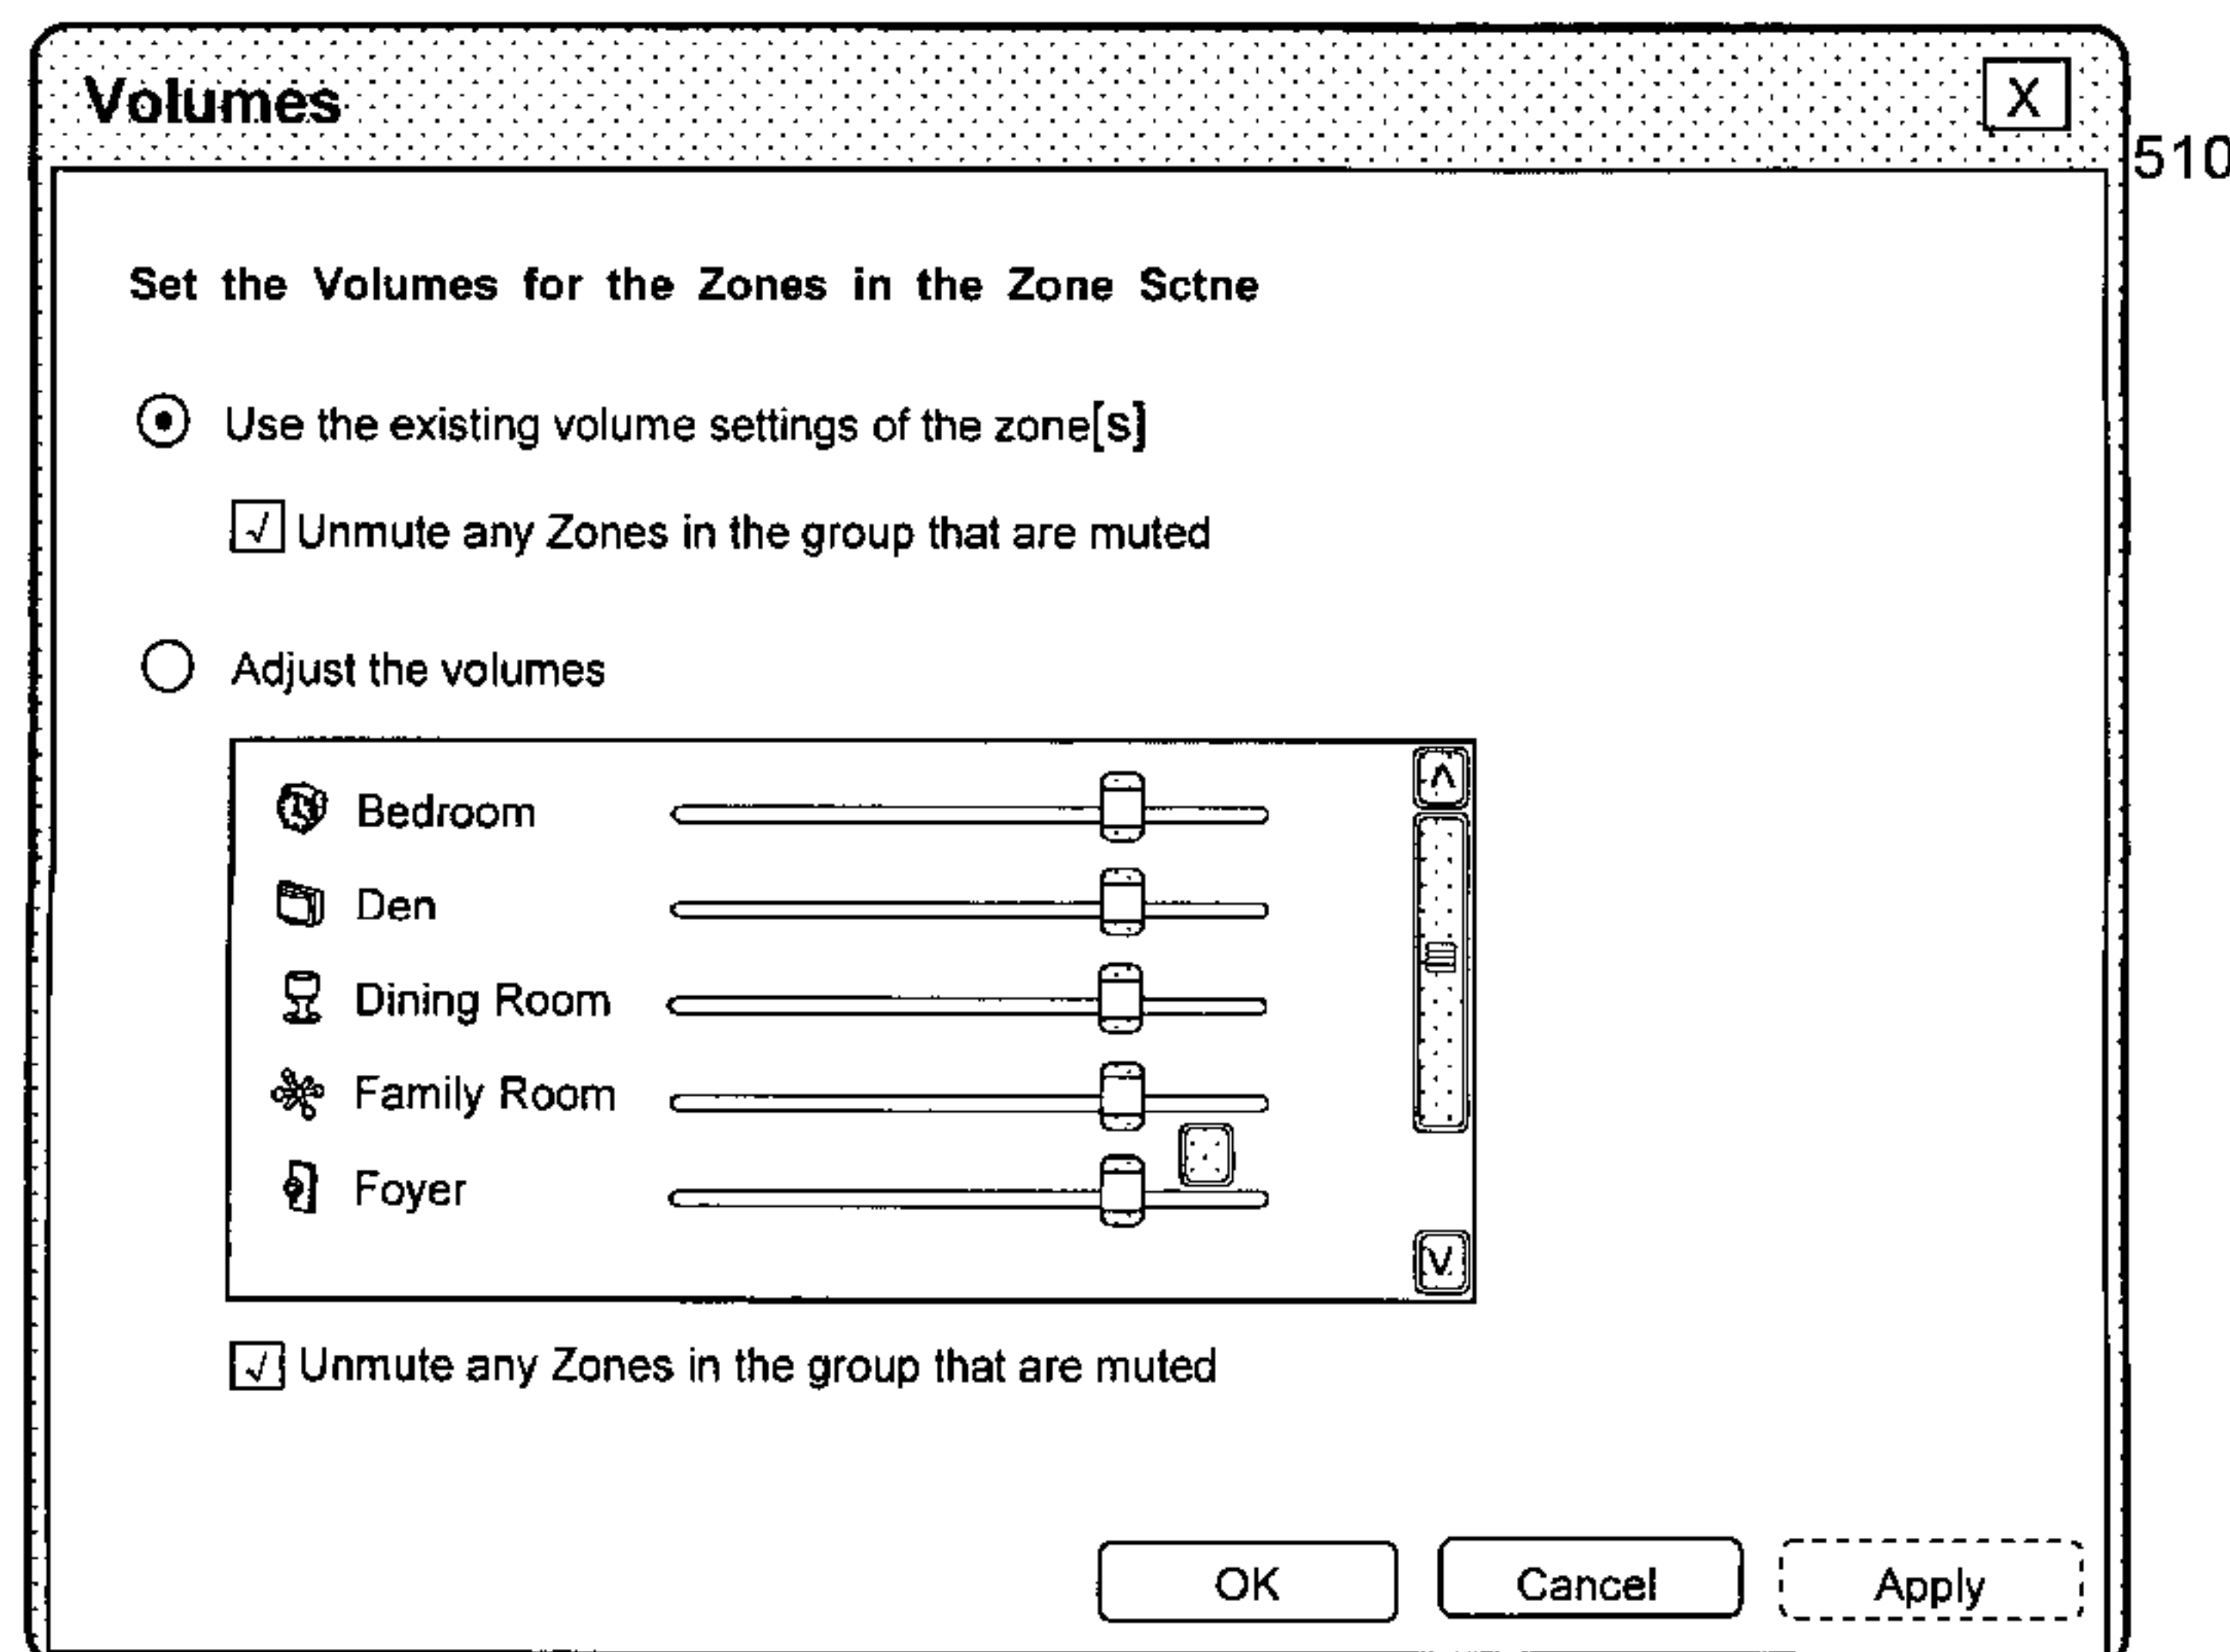 Volumes
X
510
Set the Volumes for the Zones in the Zone Sctne
Use the existing volume settings of the zone[s]
√ Unmute any Zones in the group that are muted
Adjust the volumes
Bedroom
Den
Dining Room
Family Room
Foyer
√ Unmute any Zones in the group that are muted
OK Cancel Apply